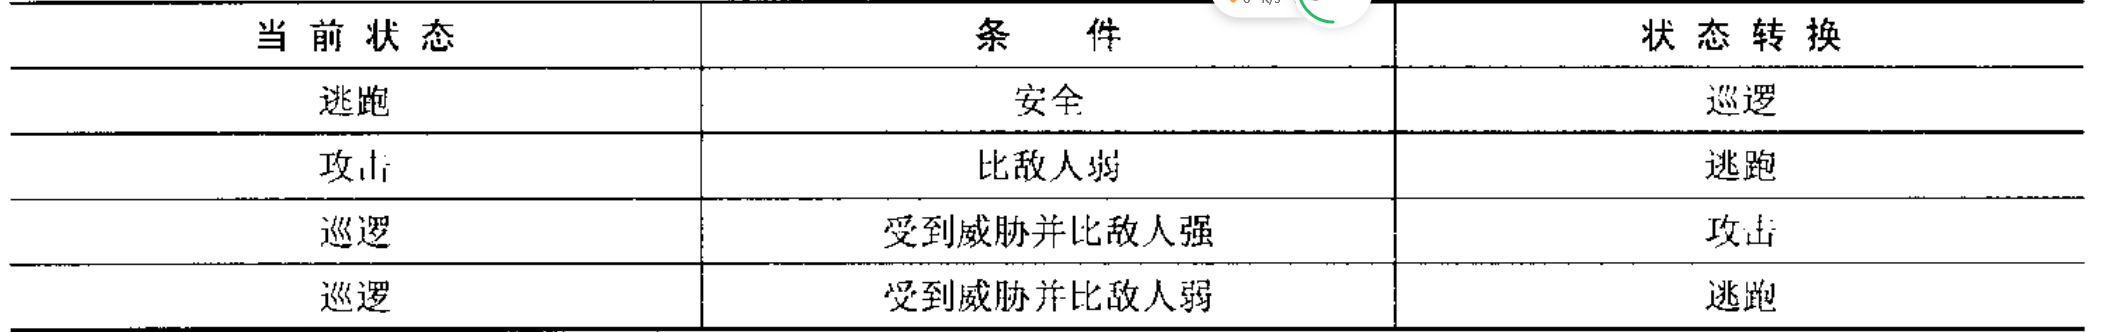 当前状态 条件 状态转换
逃跑 安全 巡逻
攻击 比敌人弱 逃跑
巡逻 受到威胁并比敌人强 攻击
巡逻 受到威胁并比敌人弱 逃跑